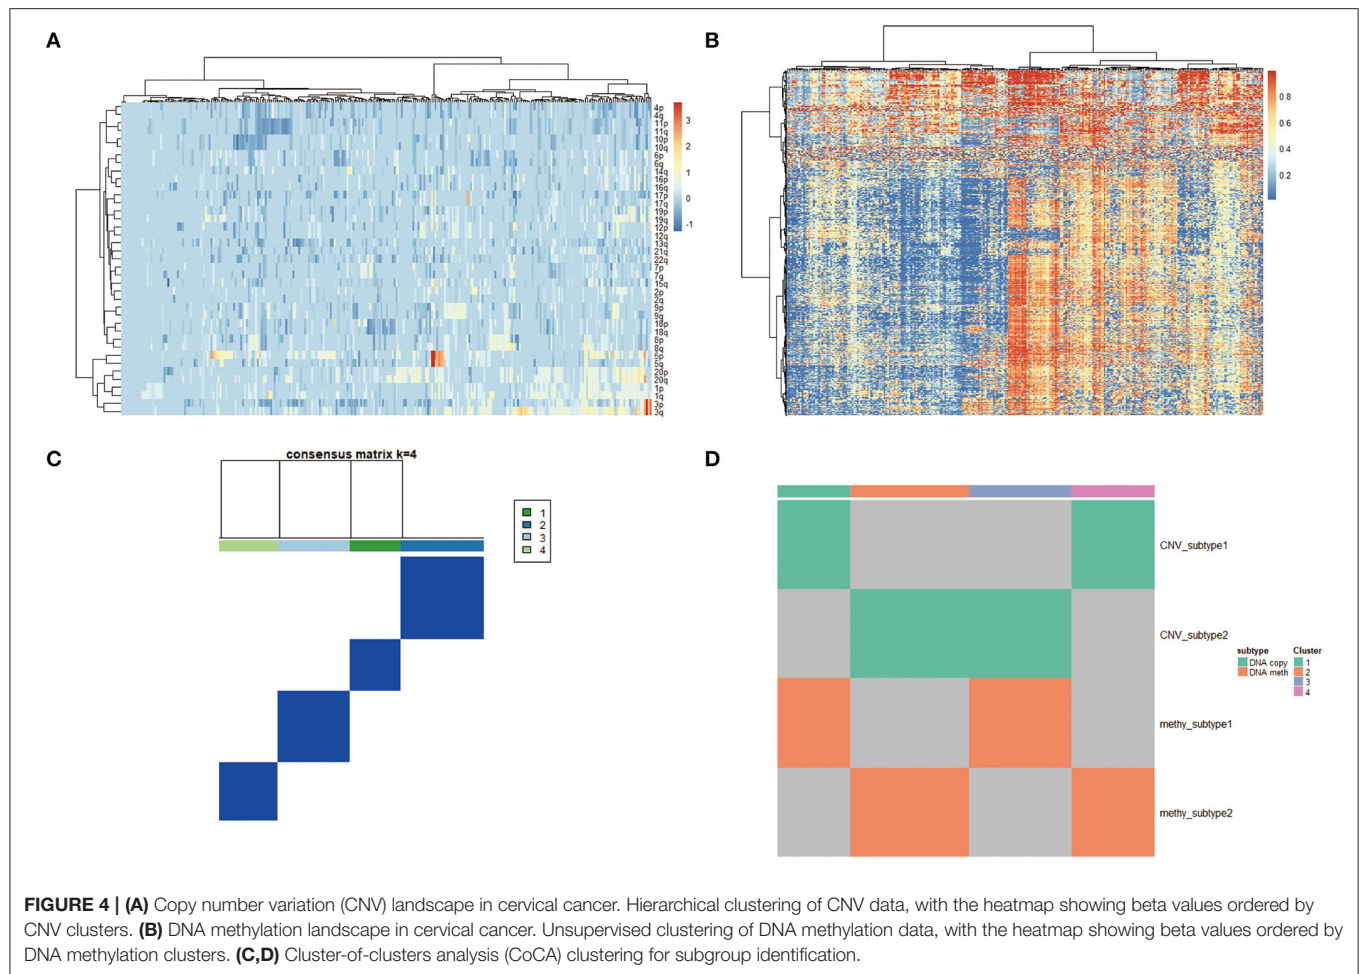 A
4p
4q
11p
11q
10p
10q
6p
6q
14q
16p
16q
17p
17q
19p
19q
12p
12q
13q
21q
22q
7p
7q
15q
2p
2q
9p
9q
18p
18q
8p
8q
5p
5q
20p
20q
1p
1q
3p
3q
3
2
1
0
-1
B
0.8
0.6
0.4
0.2
C
consensus matrix k=4
1
2
3
4
D
CNV_subtype1
CNV_subtype2
methy_subtype1
methy_subtype2
subtype
DNA copy
DNA meth
Cluster
1
2
3
4
FIGURE 4 | (A) Copy number variation (CNV) landscape in cervical cancer. Hierarchical clustering of CNV data, with the heatmap showing beta values ordered by
CNV clusters. (B) DNA methylation landscape in cervical cancer. Unsupervised clustering of DNA methylation data, with the heatmap showing beta values ordered by
DNA methylation clusters. (C,D) Cluster-of-clusters analysis (CoCA) clustering for subgroup identification.